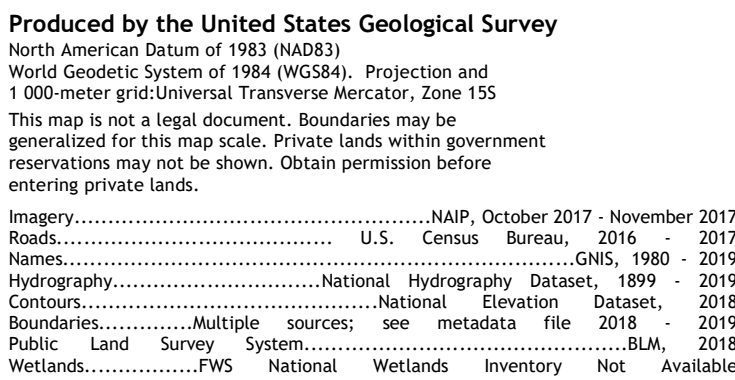 Produced by the United States Geological Survey
North American Datum of 1983 (NAD83)
World Geodetic System of 1984 (WGS84).  Projection and
1 000-meter grid:Universal Transverse Mercator, Zone 15S
This map is not a legal document. Boundaries may be
generalized for this map scale. Private lands within government
reservations may not be shown. Obtain permission before
entering private lands.
Imagery............................................NAIP, October 2017 - November 2017
Roads.................................. U.S. Census Bureau, 2016 - 2017
Names...............................................................GNIS, 1980 - 2019
Hydrography..........................National Hydrography Dataset, 1899 - 2019
Contours.....................................National Elevation Dataset, 2018
Boundaries.............Multiple sources; see metadata file 2018 - 2019
Public Land Survey System........................................BLM, 2018
Wetlands..............FWS National Wetlands Inventory Not Available